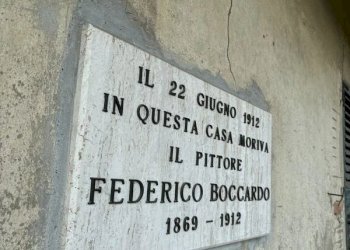 IL 22 GIUGNO 1912
IN QUESTA CASA MORIVA
IL PITTORE
FEDERICO BOCCARDO
1869 - 1912